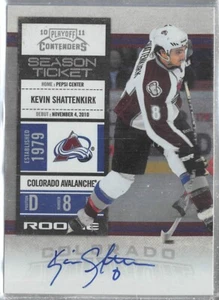 10 PLAYOFF 11
CONTENDERS
SEASON
TICKET
HOME: PEPSI CENTER
KEVIN SHATTENKIRK
DEBUT: NOVEMBER 4, 2010
ESTABLISHED
1979
COLORADO AVALANCHE
D
8
ROOKIE
8